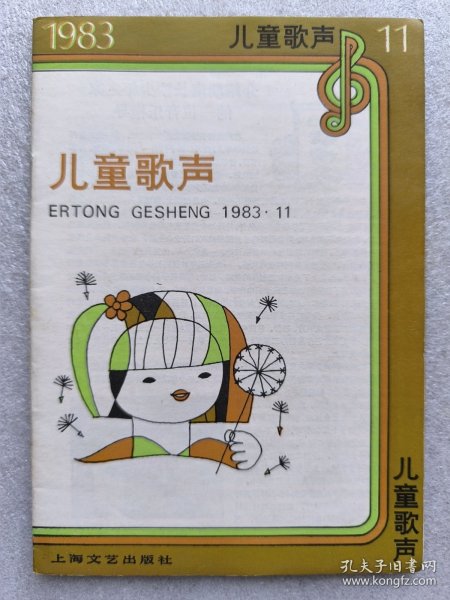 1983
儿童歌声
11
儿童歌声
ERTONG GESHENG 1983·11
儿童歌声
上海文艺出版社
孔夫子旧书网
www.kongfz.com